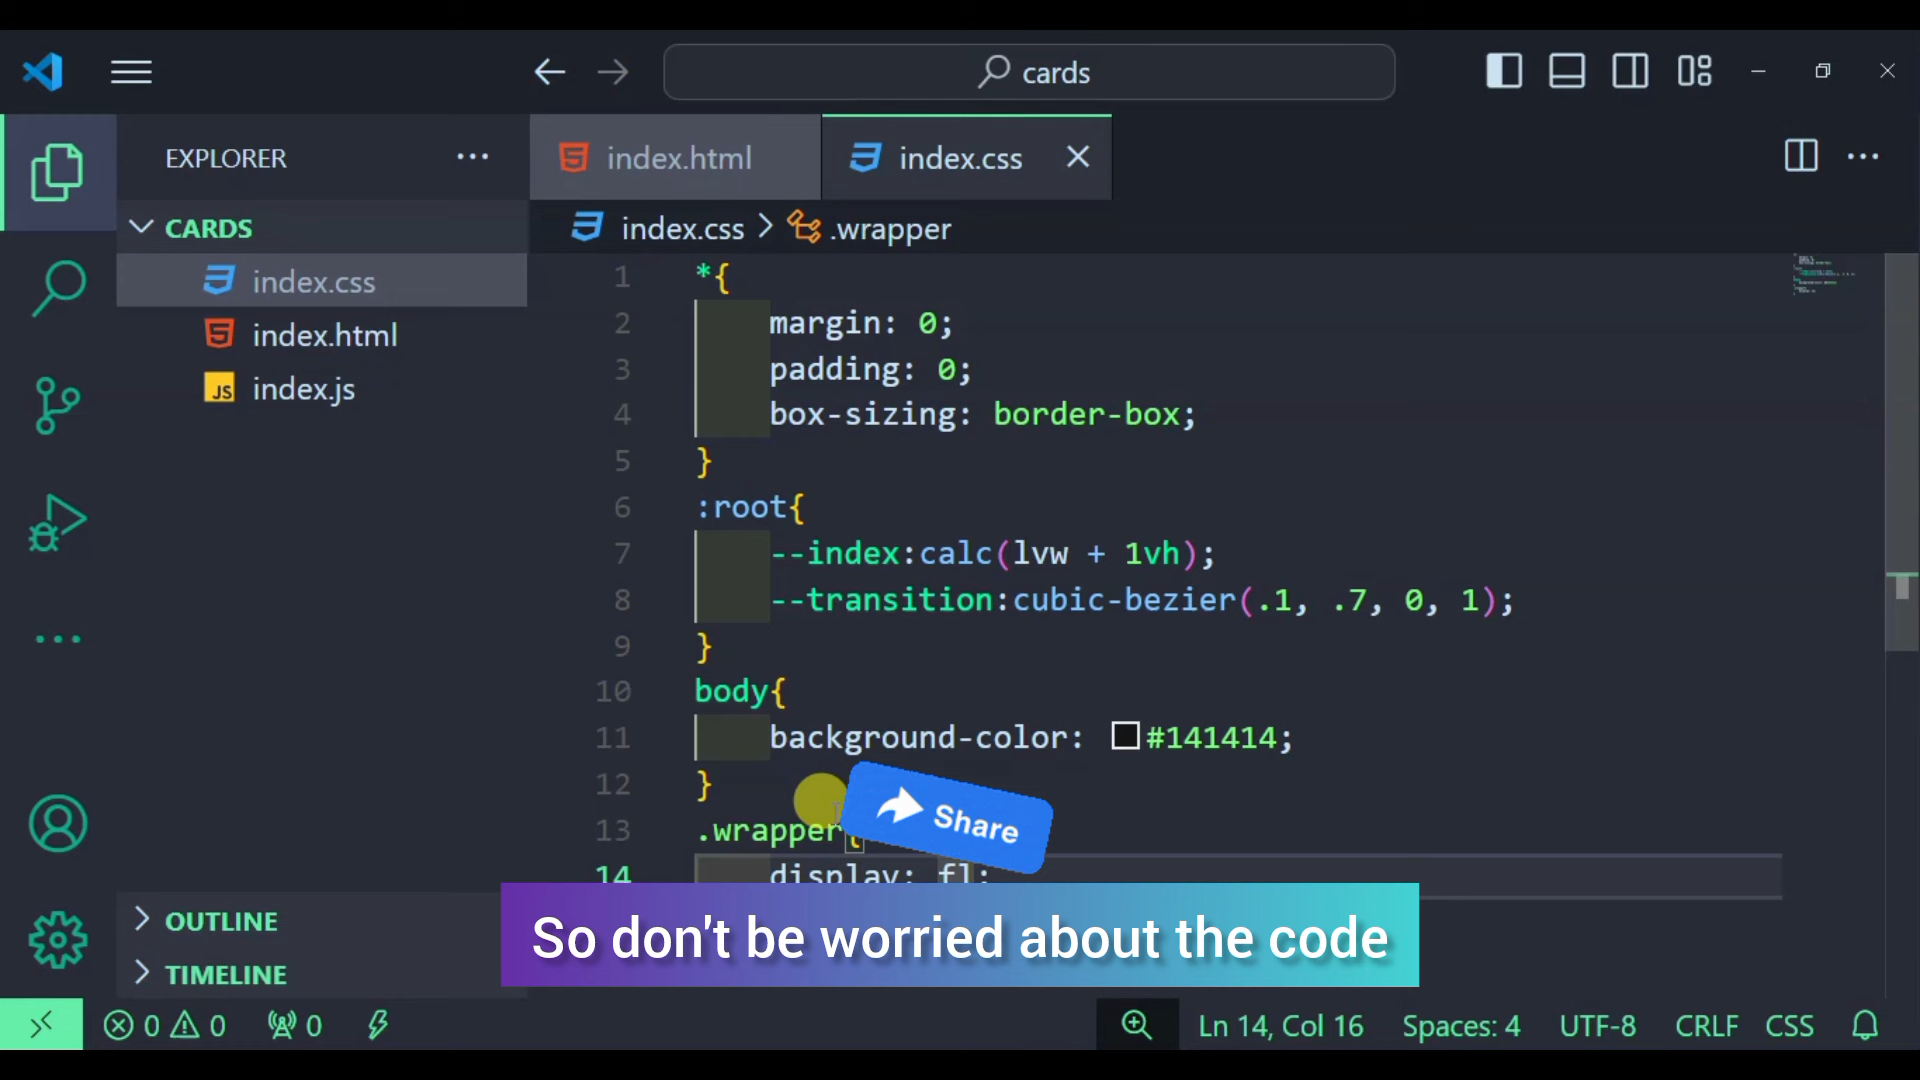 cards
EXPLORER
index.html
index.css
CARDS
index.css > .wrapper
index.css
index.html
JS index.js
1 *{
2 margin: 0;
3 padding: 0;
4 box-sizing: border-box;
5 }
6 :root{
7 --index:calc(lvw + 1vh);
8 --transition:cubic-bezier(.1, .7, 0, 1);
9 }
10 body{
11 background-color: #141414;
12 }
13 .wrapper{
14 display: fl;
Share
So don't be worried about the code
OUTLINE
TIMELINE
0 0 0
Ln 14, Col 16 Spaces: 4 UTF-8 CRLF CSS